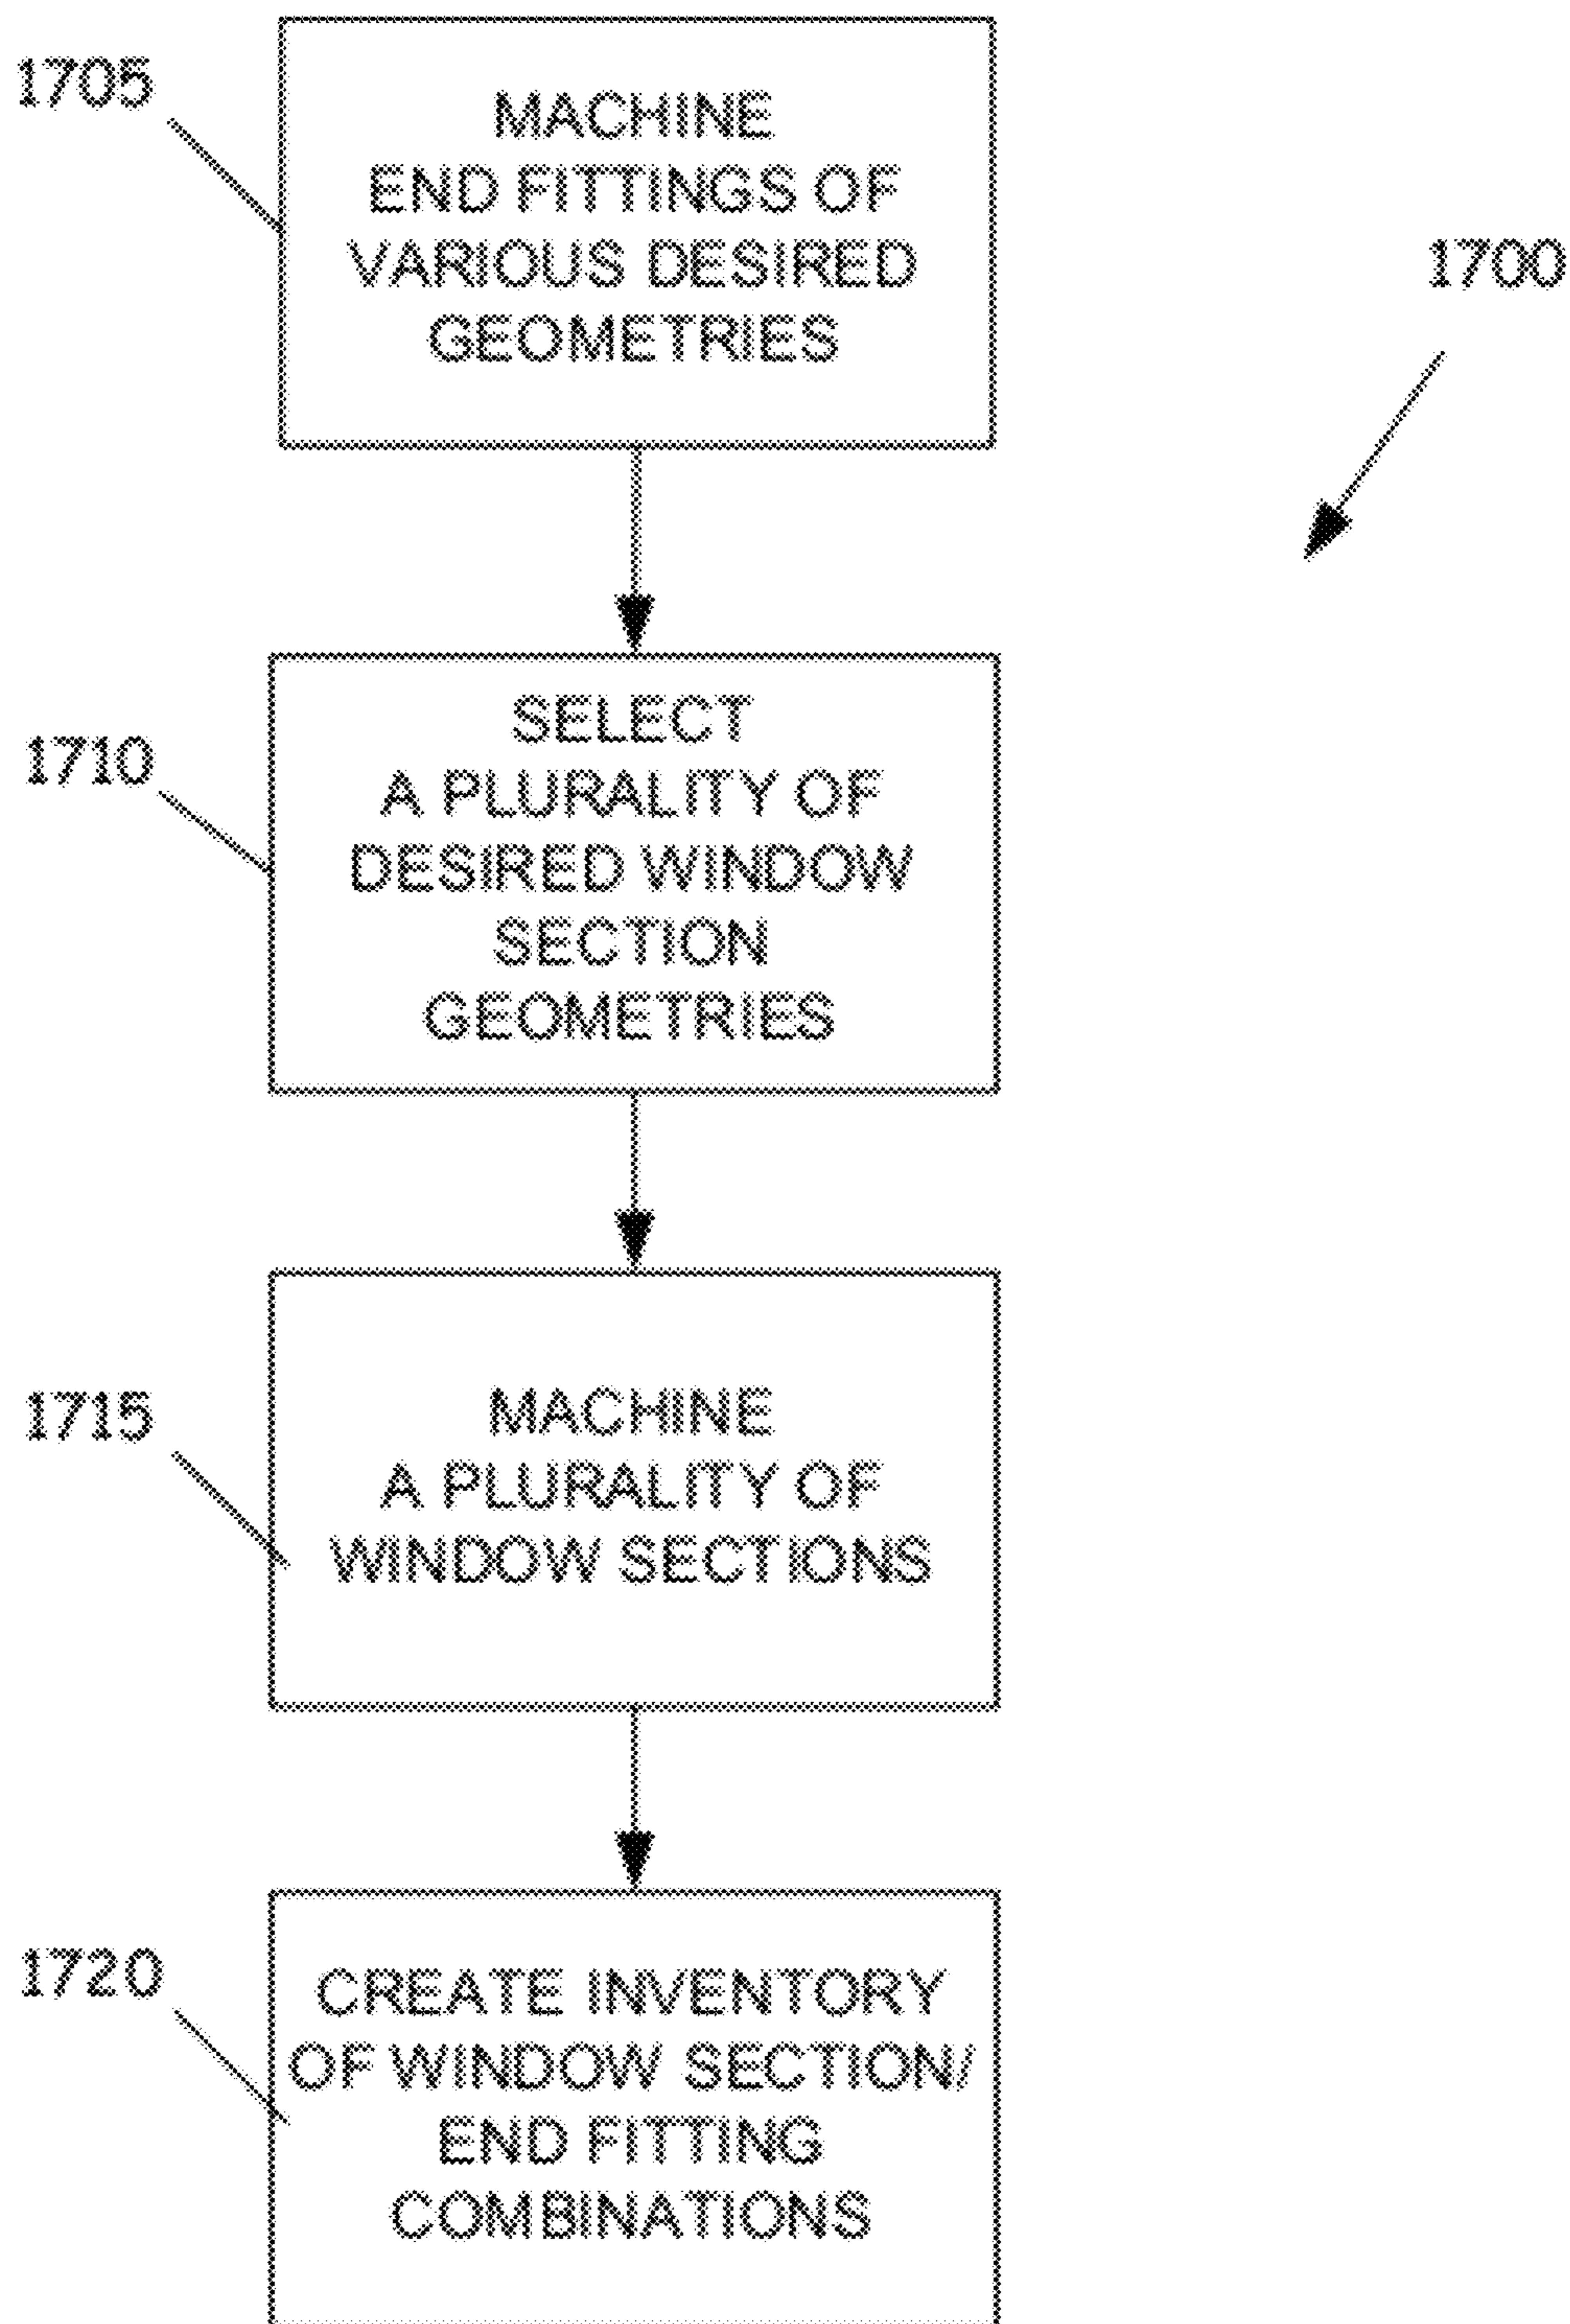 1705
MACHINE
END FITTINGS OF
VARIOUS DESIRED
GEOMETRIES
1700
1710
SELECT
A PLURALITY OF
DESIRED WINDOW
SECTION
GEOMETRIES
1715
MACHINE
A PLURALITY OF
WINDOW SECTIONS
1720
CREATE INVENTORY
OF WINDOW SECTION/
END FITTING
COMBINATIONS